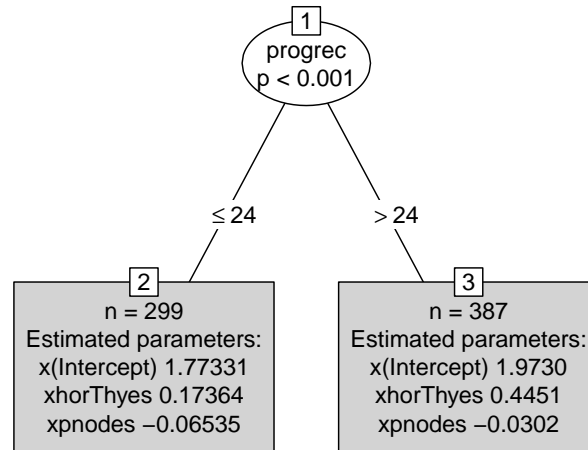 1
progrec
p < 0.001
≤ 24
> 24
2
n = 299
Estimated parameters:
x(Intercept) 1.77331
xhorThyes 0.17364
xpnodes −0.06535
3
n = 387
Estimated parameters:
x(Intercept) 1.9730
xhorThyes 0.4451
xpnodes −0.0302